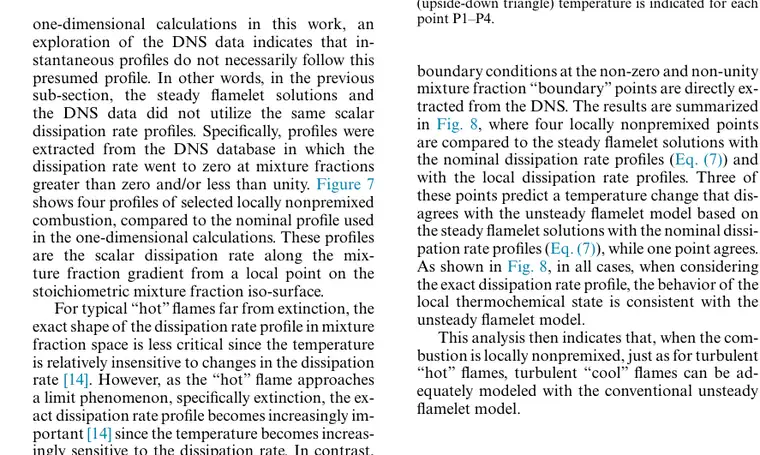 one-dimensional calculations in this work, an
exploration of the DNS data indicates that in-
stantaneous profiles do not necessarily follow this
presumed profile. In other words, in the previous
sub-section, the steady flamelet solutions and
the DNS data did not utilize the same scalar
dissipation rate profiles. Specifically, profiles were
extracted from the DNS database in which the
dissipation rate went to zero at mixture fractions
greater than zero and/or less than unity. Figure 7
shows four profiles of selected locally nonpremixed
combustion, compared to the nominal profile used
in the one-dimensional calculations. These profiles
are the scalar dissipation rate along the mix-
ture fraction gradient from a local point on the
stoichiometric mixture fraction iso-surface.
For typical “hot” flames far from extinction, the
exact shape of the dissipation rate profile in mixture
fraction space is less critical since the temperature
is relatively insensitive to changes in the dissipation
rate [14]. However, as the “hot” flame approaches
a limit phenomenon, specifically extinction, the ex-
act dissipation rate profile becomes increasingly im-
portant [14] since the temperature becomes increas-
ingly sensitive to the dissipation rate. In contrast,
(upside-down triangle) temperature is indicated for each
point P1–P4.
boundary conditions at the non-zero and non-unity
mixture fraction “boundary” points are directly ex-
tracted from the DNS. The results are summarized
in Fig. 8, where four locally nonpremixed points
are compared to the steady flamelet solutions with
the nominal dissipation rate profiles (Eq. (7)) and
with the local dissipation rate profiles. Three of
these points predict a temperature change that dis-
agrees with the unsteady flamelet model based on
the steady flamelet solutions with the nominal dissi-
pation rate profiles (Eq. (7)), while one point agrees.
As shown in Fig. 8, in all cases, when considering
the exact dissipation rate profile, the behavior of the
local thermochemical state is consistent with the
unsteady flamelet model.
This analysis then indicates that, when the com-
bustion is locally nonpremixed, just as for turbulent
“hot” flames, turbulent “cool” flames can be ad-
equately modeled with the conventional unsteady
flamelet model.